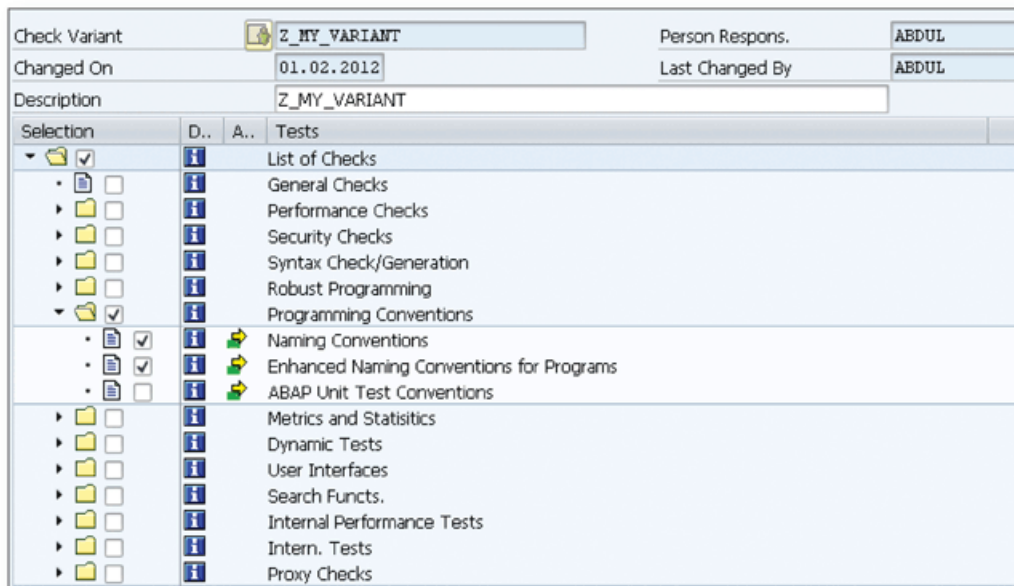 Check Variant Z_MY_VARIANT Person Respons. ABDUL
Changed On 01.02.2012 Last Changed By ABDUL
Description Z_MY_VARIANT
Selection D.. A.. Tests
List of Checks
General Checks
Performance Checks
Security Checks
Syntax Check/Generation
Robust Programming
Programming Conventions
Naming Conventions
Enhanced Naming Conventions for Programs
ABAP Unit Test Conventions
Metrics and Statisitics
Dynamic Tests
User Interfaces
Search Functs.
Internal Performance Tests
Intern. Tests
Proxy Checks